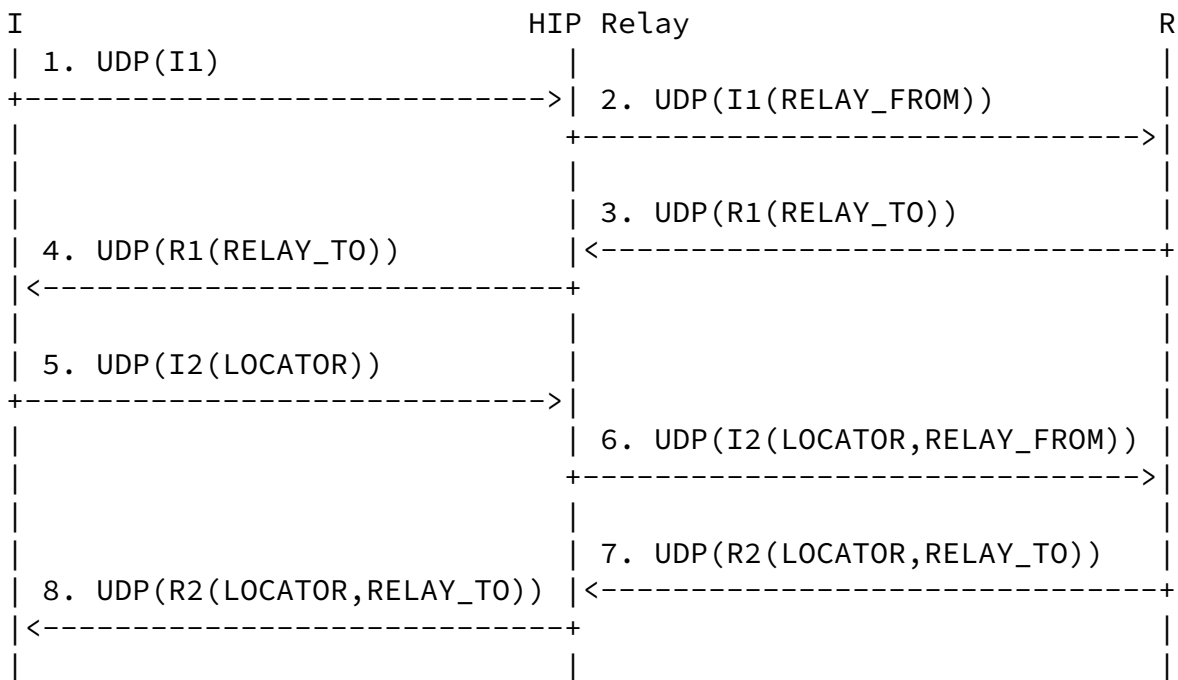 I HIP Relay R
1. UDP(I1)
2. UDP(I1(RELAY_FROM))
3. UDP(R1(RELAY_TO))
4. UDP(R1(RELAY_TO))
5. UDP(I2(LOCATOR))
6. UDP(I2(LOCATOR,RELAY_FROM))
7. UDP(R2(LOCATOR,RELAY_TO))
8. UDP(R2(LOCATOR,RELAY_TO))